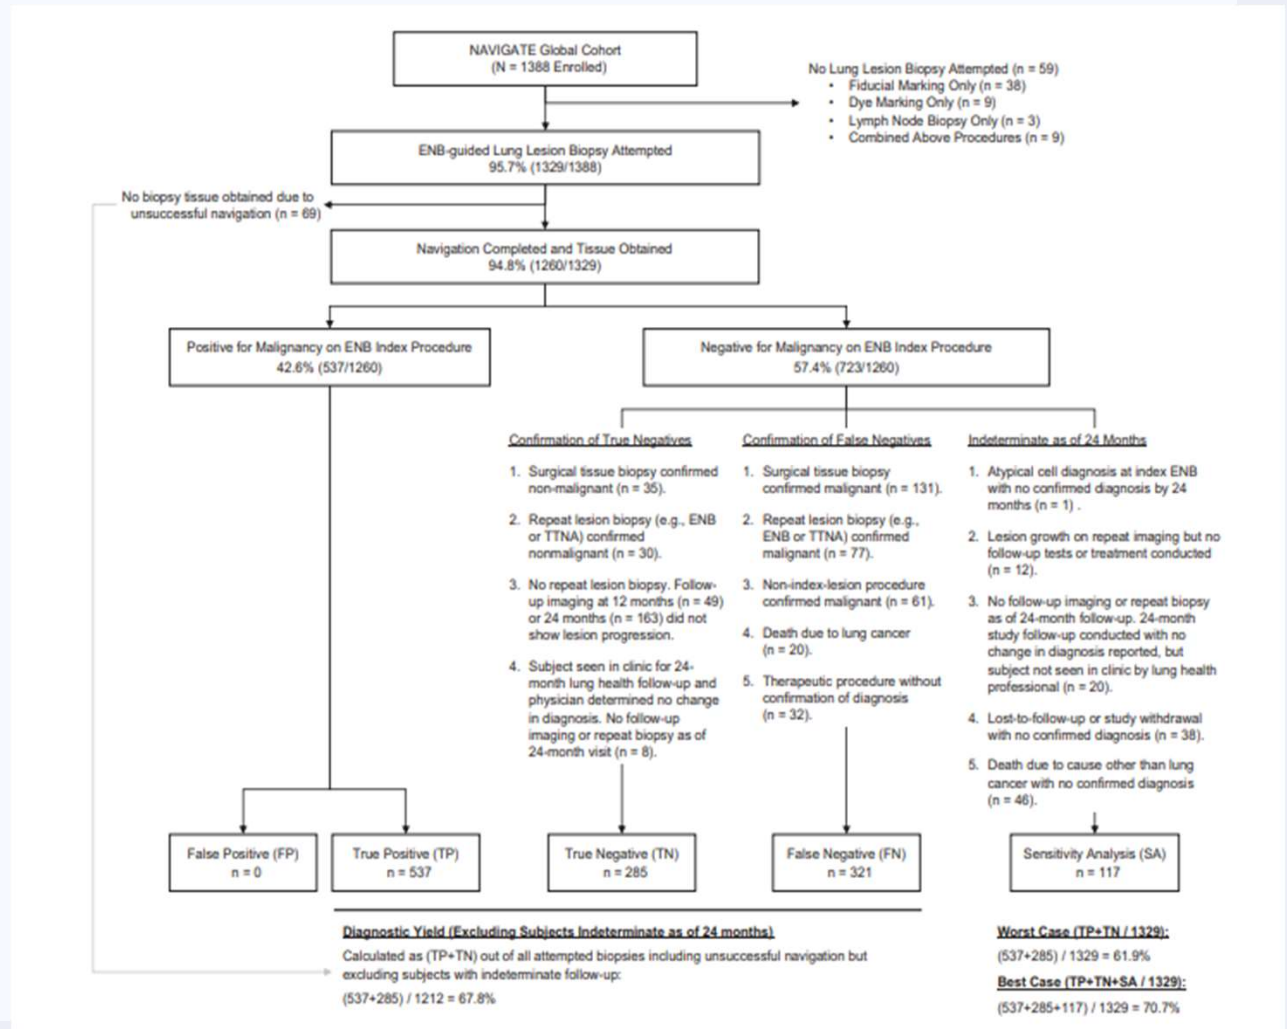 NAVIGATE Global Cohort
(N = 1388 Enrolled)
No Lung Lesion Biopsy Attempted (n = 59)
• Fiducial Marking Only (n = 38)
• Dye Marking Only (n = 9)
• Lymph Node Biopsy Only (n = 3)
• Combined Above Procedures (n = 9)
ENB-guided Lung Lesion Biopsy Attempted
95.7% (1329/1388)
No biopsy tissue obtained due to
unsuccessful navigation (n = 69)
Navigation Completed and Tissue Obtained
94.8% (1260/1329)
Positive for Malignancy on ENB Index Procedure
42.6% (537/1260)
Negative for Malignancy on ENB Index Procedure
57.4% (723/1260)
Confirmation of True Negatives
1. Surgical tissue biopsy confirmed
non-malignant (n = 35).
2. Repeat lesion biopsy (e.g., ENB
or TTNA) confirmed
nonmalignant (n = 30).
3. No repeat lesion biopsy. Follow-
up imaging at 12 months (n = 49)
or 24 months (n = 163) did not
show lesion progression.
4. Subject seen in clinic for 24-
month lung health follow-up and
physician determined no change
in diagnosis. No follow-up
imaging or repeat biopsy as of
24-month visit (n = 8).
Confirmation of False Negatives
1. Surgical tissue biopsy
confirmed malignant (n = 131).
2. Repeat lesion biopsy (e.g.,
ENB or TTNA) confirmed
malignant (n = 77).
3. Non-index-lesion procedure
confirmed malignant (n = 61).
4. Death due to lung cancer
(n = 20).
5. Therapeutic procedure without
confirmation of diagnosis
(n = 32).
Indeterminate as of 24 Months
1. Atypical cell diagnosis at index ENB
with no confirmed diagnosis by 24
months (n = 1) .
2. Lesion growth on repeat imaging but no
follow-up tests or treatment conducted
(n = 12).
3. No follow-up imaging or repeat biopsy
as of 24-month follow-up. 24-month
study follow-up conducted with no
change in diagnosis reported, but
subject not seen in clinic by lung health
professional (n = 20).
4. Lost-to-follow-up or study withdrawal
with no confirmed diagnosis (n = 38).
5. Death due to cause other than lung
cancer with no confirmed diagnosis
(n = 46).
False Positive (FP)
n = 0
True Positive (TP)
n = 537
True Negative (TN)
n = 285
False Negative (FN)
n = 321
Sensitivity Analysis (SA)
n = 117
Diagnostic Yield (Excluding Subjects Indeterminate as of 24 months)
Calculated as (TP+TN) out of all attempted biopsies including unsuccessful navigation but
excluding subjects with indeterminate follow-up:
(537+285) / 1212 = 67.8%
Worst Case (TP+TN / 1329):
(537+285) / 1329 = 61.9%
Best Case (TP+TN+SA / 1329):
(537+285+117) / 1329 = 70.7%